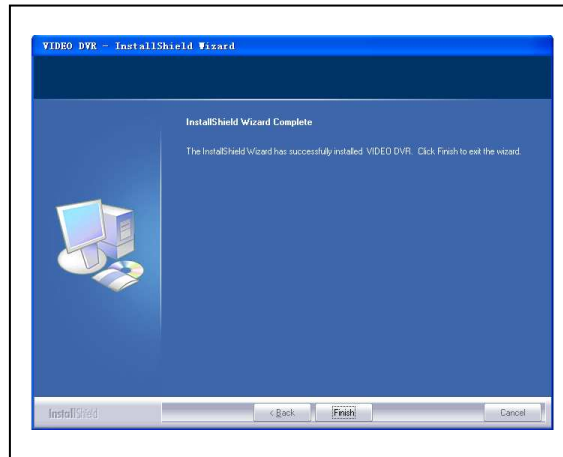 VIDEO DVR - InstallShield Wizard
InstallShield Wizard Complete
The InstallShield Wizard has successfully installed VIDEO DVR. Click Finish to exit the wizard.
InstallShield
< Back
Finish
Cancel